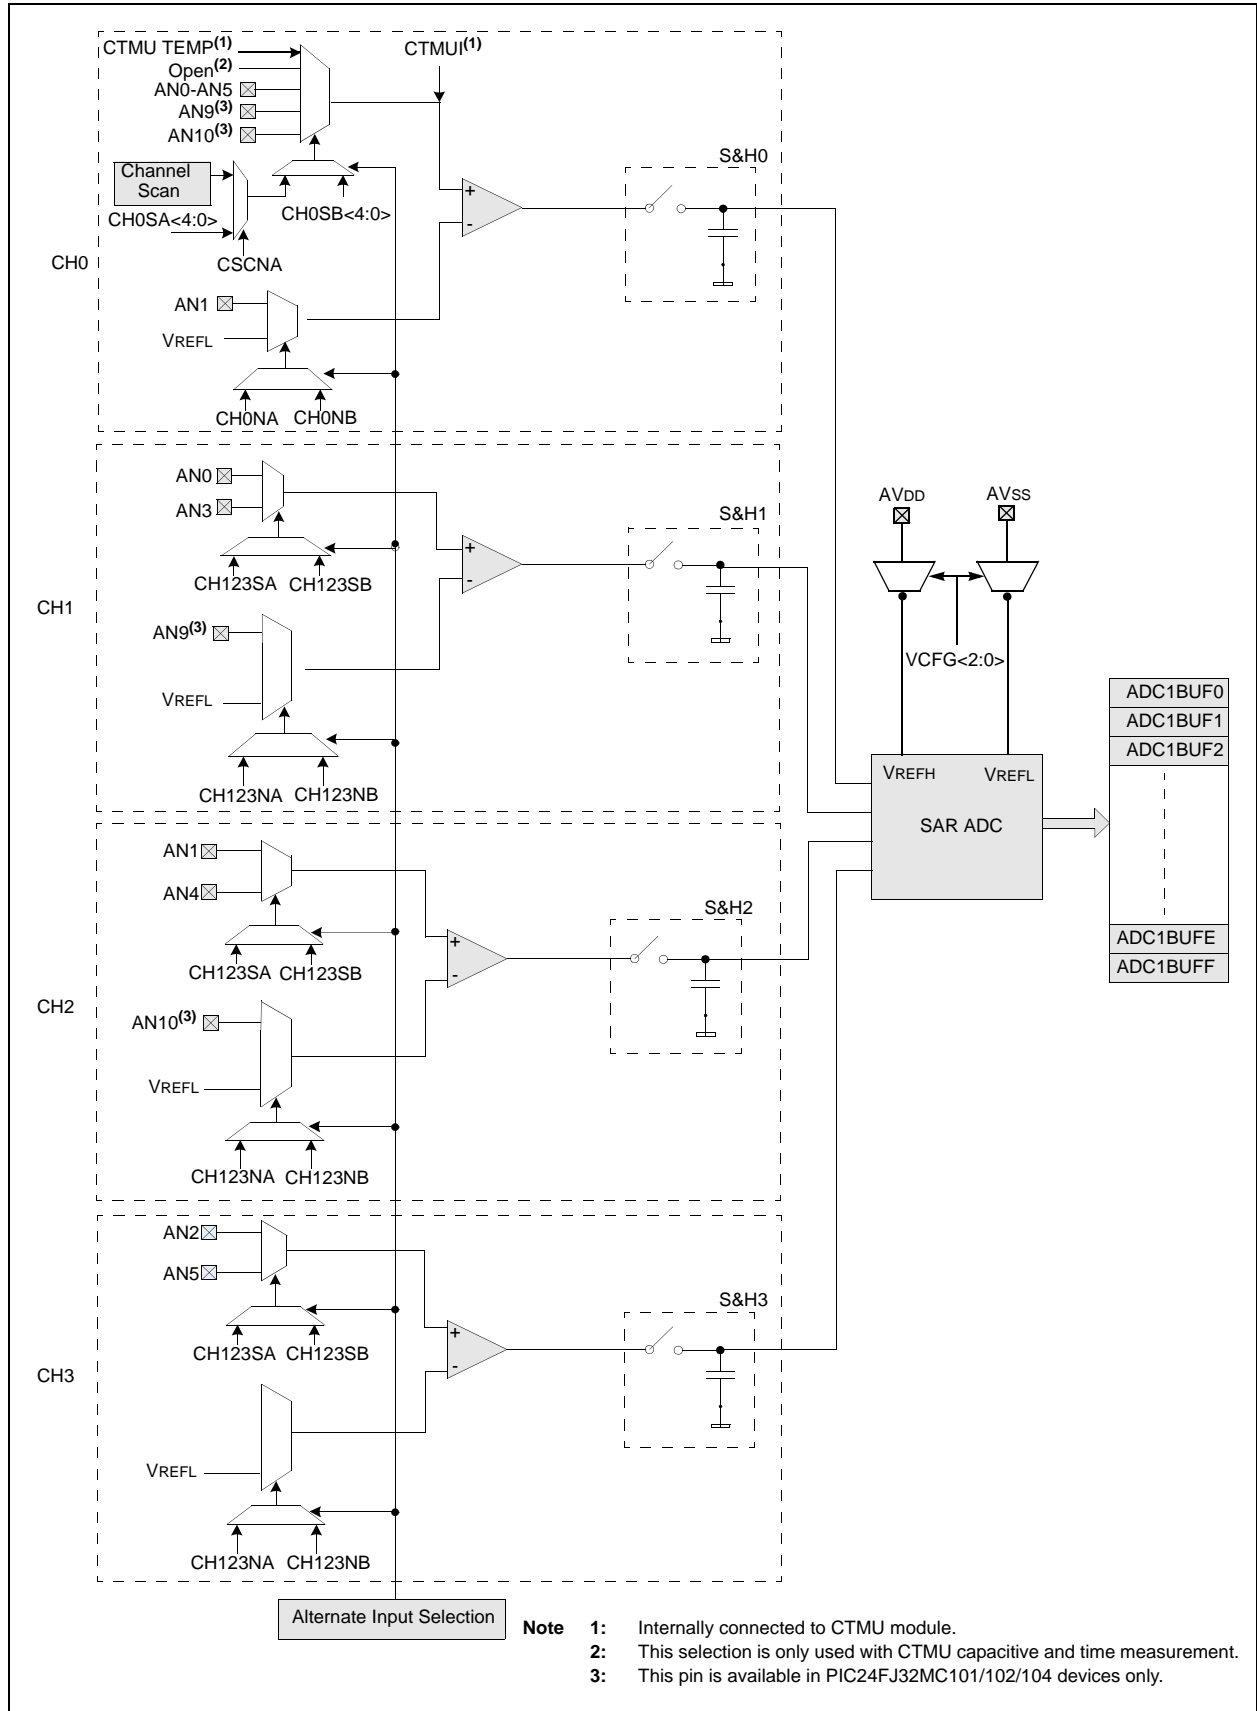 CTMU TEMP(1)
Open(2)
AN0-AN5
AN9(3)
AN10(3)
CTMUI(1)
Channel
Scan
CH0SA<4:0>
CH0SB<4:0>
CSCNA
CH0
AN1
VREFL
CH0NA CH0NB
+
-
S&H0
AN0
AN3
CH123SA CH123SB
CH1
AN9(3)
VREFL
CH123NA CH123NB
+
-
S&H1
AN1
AN4
CH123SA CH123SB
CH2
AN10(3)
VREFL
CH123NA CH123NB
+
-
S&H2
AN2
AN5
CH123SA CH123SB
CH3
VREFL
CH123NA CH123NB
+
-
S&H3
AVDD AVSS
VCFG<2:0>
VREFH VREFL
SAR ADC
ADC1BUF0
ADC1BUF1
ADC1BUF2
ADC1BUFE
ADC1BUFF
Alternate Input Selection
Note 1: Internally connected to CTMU module.
2: This selection is only used with CTMU capacitive and time measurement.
3: This pin is available in PIC24FJ32MC101/102/104 devices only.